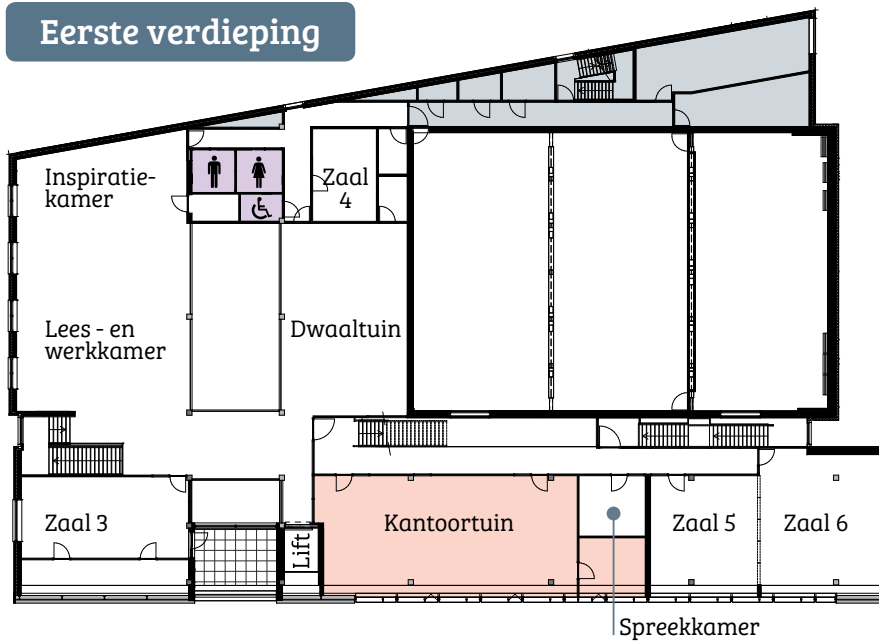 Eerste verdieping
Inspiratie-
kamer
Zaal
4
Lees - en
werkkamer
Dwaaltuin
Zaal 3
Lift
Kantoortuin
Zaal 5
Zaal 6
Spreekkamer